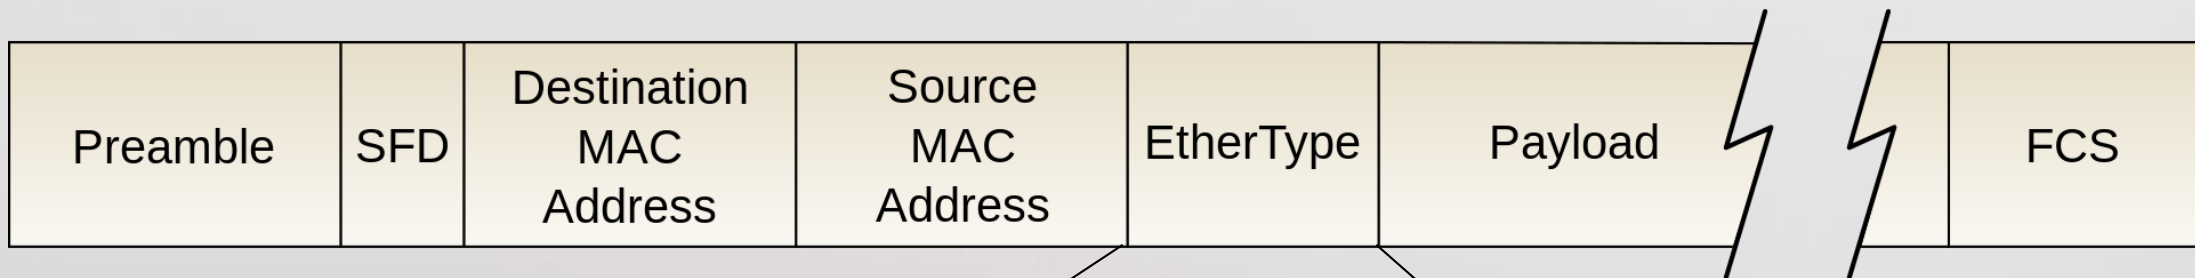 Preamble
SFD
Destination
MAC
Address
Source
MAC
Address
EtherType
Payload
FCS